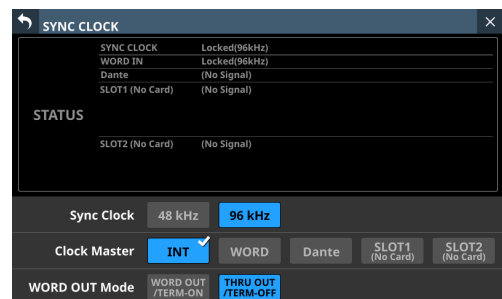 SYNC CLOCK
SYNC CLOCK Locked(96kHz)
WORD IN Locked(96kHz)
Dante (No Signal)
SLOT1 (No Card) (No Signal)
STATUS
SLOT2 (No Card) (No Signal)
Sync Clock 48 kHz 96 kHz
Clock Master INT WORD Dante SLOT1 (No Card) SLOT2 (No Card)
WORD OUT Mode WORD OUT /TERM-ON THRU OUT /TERM-OFF